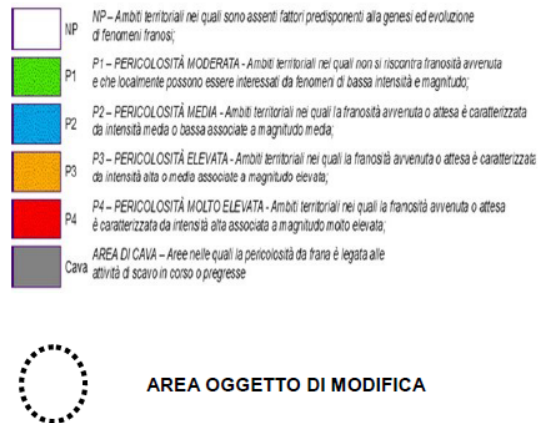 NP
NP – Ambiti territoriali nei quali sono assenti fattori predisponenti alla genesi ed evoluzione
di fenomeni franosi;
P1
P1 – PERICOLOSITÀ MODERATA - Ambiti territoriali nei quali non si riscontra franosità avvenuta
e che localmente possono essere interessati da fenomeni di bassa intensità e magnitudo;
P2
P2 – PERICOLOSITÀ MEDIA - Ambiti territoriali nei quali la franosità avvenuta o attesa è caratterizzata
da intensità media o bassa associate a magnitudo media;
P3
P3 – PERICOLOSITÀ ELEVATA - Ambiti territoriali nei quali la franosità avvenuta o attesa è caratterizzata
da intensità alta o media associate a magnitudo elevata;
P4
P4 – PERICOLOSITÀ MOLTO ELEVATA - Ambiti territoriali nei quali la franosità avvenuta o attesa
è caratterizzata da intensità alta associata a magnitudo molto elevata;
Cava
AREA DI CAVA – Aree nelle quali la pericolosità da frana è legata alle
attività di scavo in corso o pregresse
AREA OGGETTO DI MODIFICA